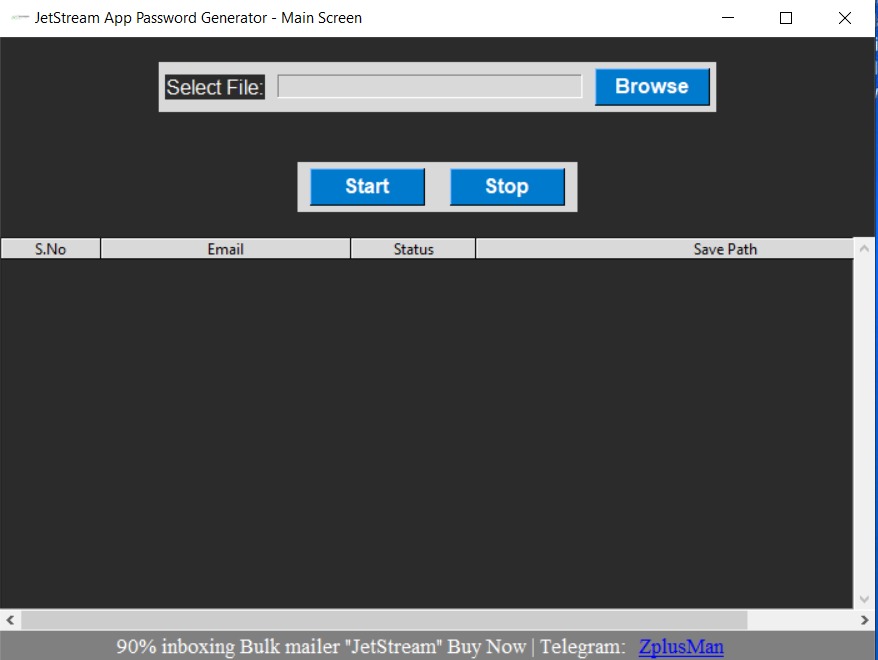 JetStream App Password Generator - Main Screen
Select File: Browse
Start Stop
S.No Email Status Save Path
90% inboxing Bulk mailer "JetStream" Buy Now | Telegram: ZplusMan